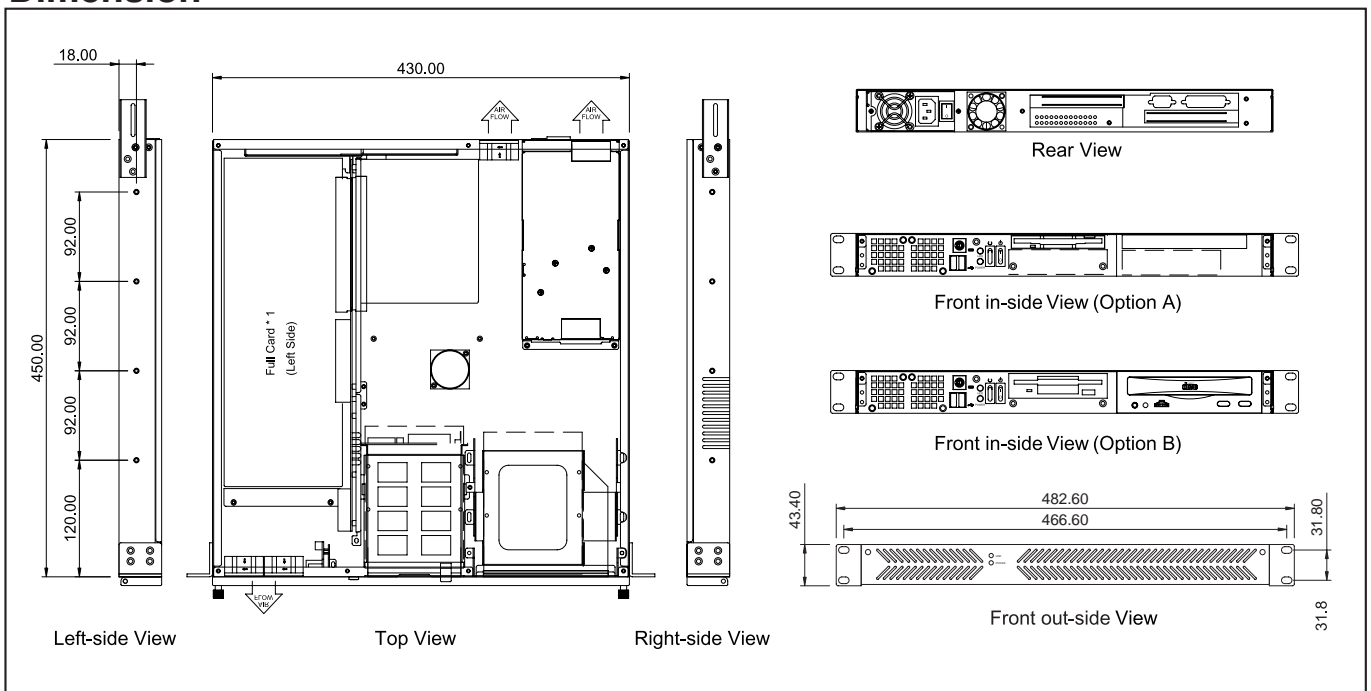 Dimension
18.00
430.00
AIR
FLOW
AIR
FLOW
450.00
92.00
92.00
92.00
120.00
Full Card * 1
(Left Side)
AIR
FLOW
Left-side View
Top View
Right-side View
Rear View
Front in-side View (Option A)
Front in-side View (Option B)
482.60
466.60
43.40
31.80
31.8
Front out-side View